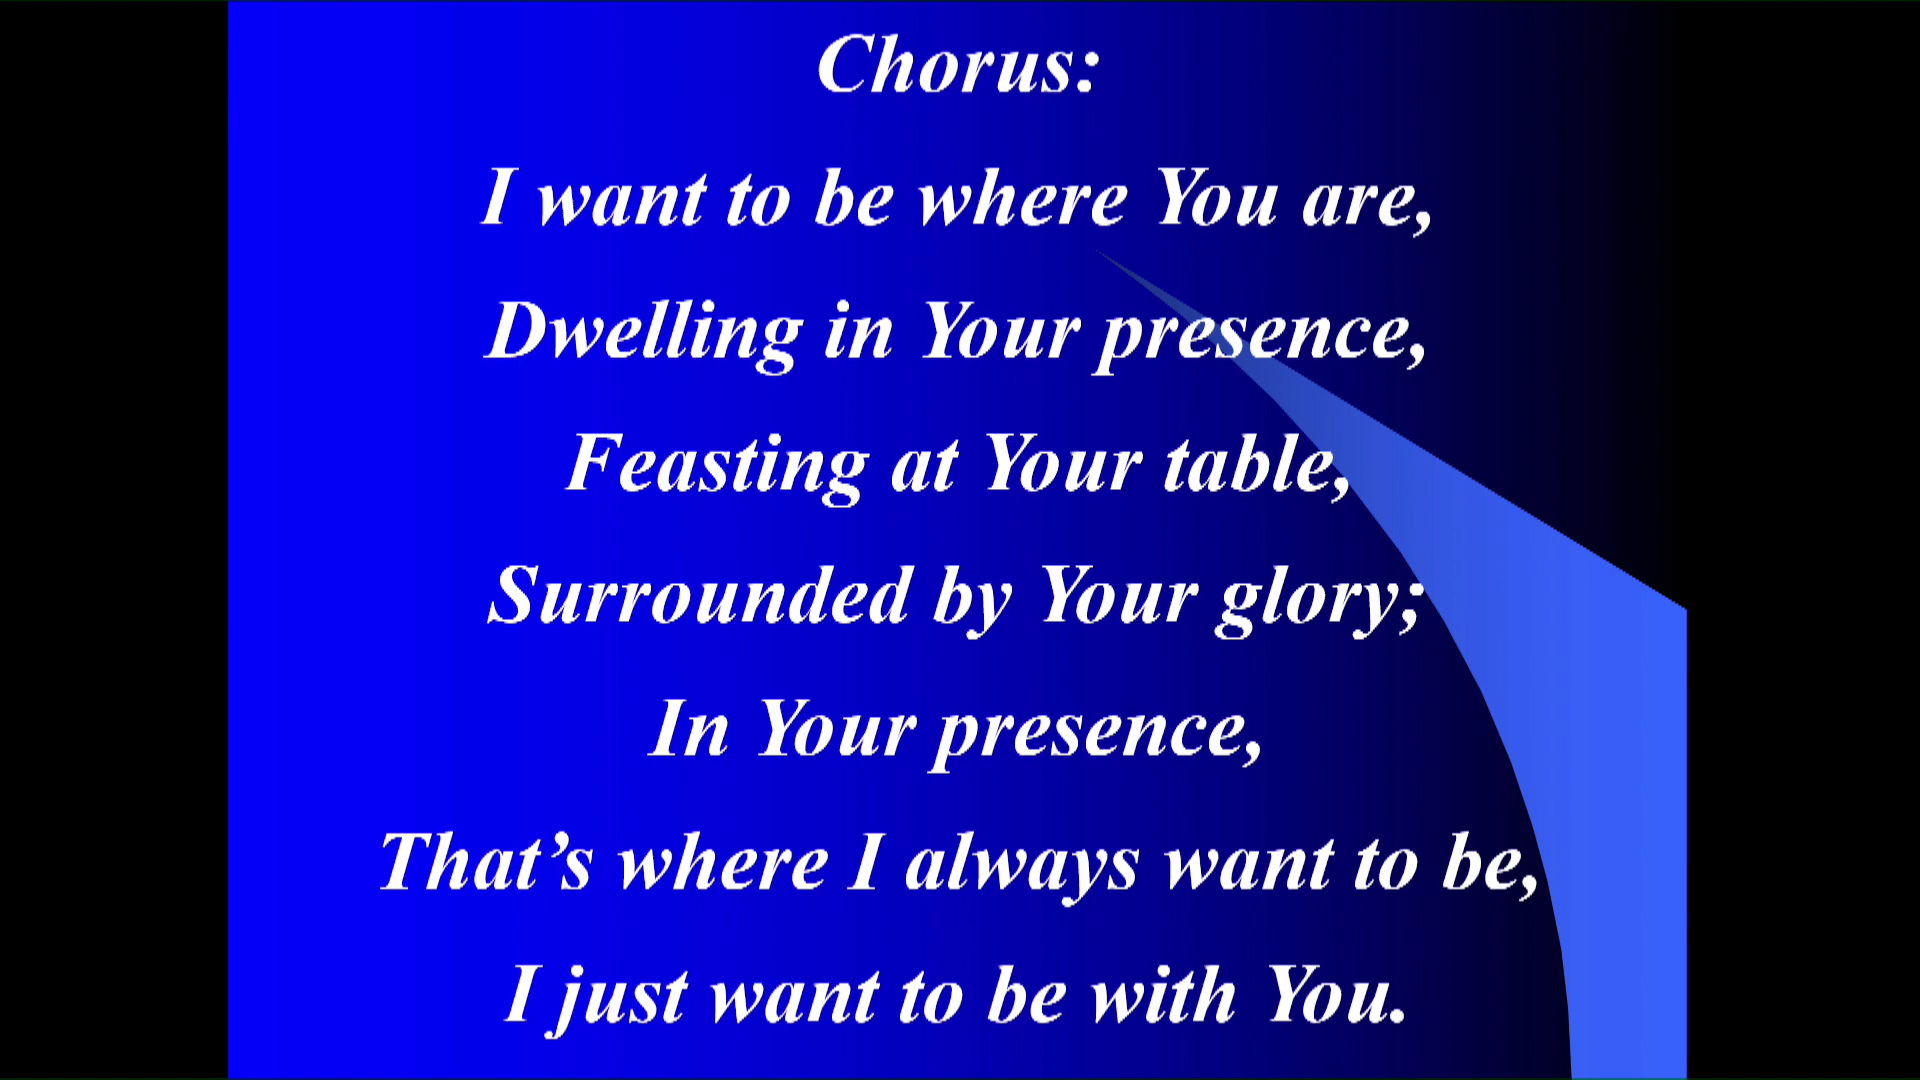 Chorus:
I want to be where You are,
Dwelling in Your presence,
Feasting at Your table,
Surrounded by Your glory;
In Your presence,
That’s where I always want to be,
I just want to be with You.